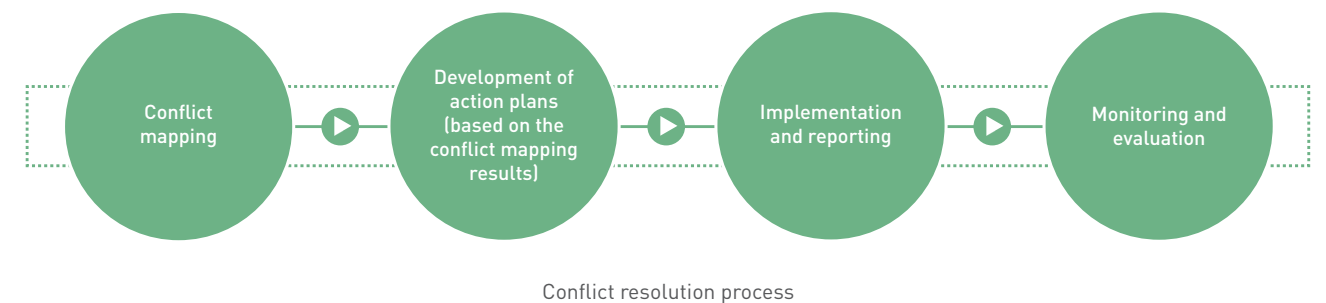 Conflict
mapping
Development of
action plans
(based on the
conflict mapping
results)
Implementation
and reporting
Monitoring and
evaluation
Conflict resolution process